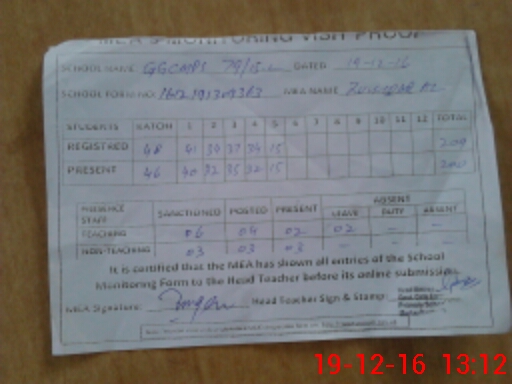 MEA'S MONITORING VISIT PROOF
SCHOOL NAME GGCMPS 79/15-L DATED 19-12-16
SCHOOL FORM NO: MEA NAME
STUDENTS KATCHI 1 2 3 4 5 6 7 8 9 10 11 12 TOTAL
REGISTRED 48 41 34 37 34 15 209
PRESENT 46 40 32 35 32 15 200
PRESENCE STAFF SANCTIONED POSTED PRESENT ABSENT
LEAVE DUTY ABSENT
TEACHING 06 04 02 02 - -
NON-TEACHING 03 03 03 - - -
It is certified that the MEA has shown all entries of the School
Monitoring Form to the Head Teacher before its online submission.
MEA Signature: Head Teacher Sign & Stamp:
19-12-16 13:12